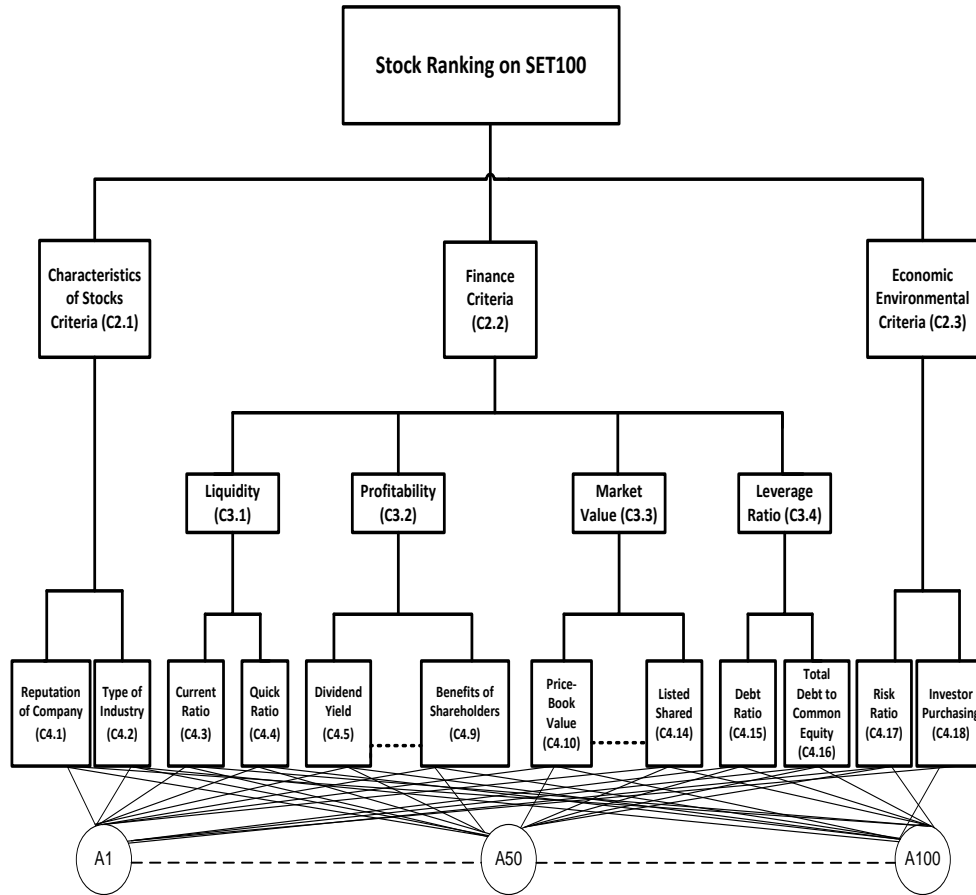 Stock Ranking on SET100
Characteristics
of Stocks
Criteria (C2.1)
Finance
Criteria
(C2.2)
Economic
Environmental
Criteria (C2.3)
Liquidity
(C3.1)
Profitability
(C3.2)
Market
Value (C3.3)
Leverage
Ratio (C3.4)
Reputation
of Company
(C4.1)
Type of
Industry
(C4.2)
Current
Ratio
(C4.3)
Quick
Ratio
(C4.4)
Dividend
Yield
(C4.5)
Benefits of
Shareholders
(C4.9)
Price-
Book
Value
(C4.10)
Listed
Shared
(C4.14)
Debt
Ratio
(C4.15)
Total
Debt to
Common
Equity
(C4.16)
Risk
Ratio
(C4.17)
Investor
Purchasing
(C4.18)
A1
A50
A100